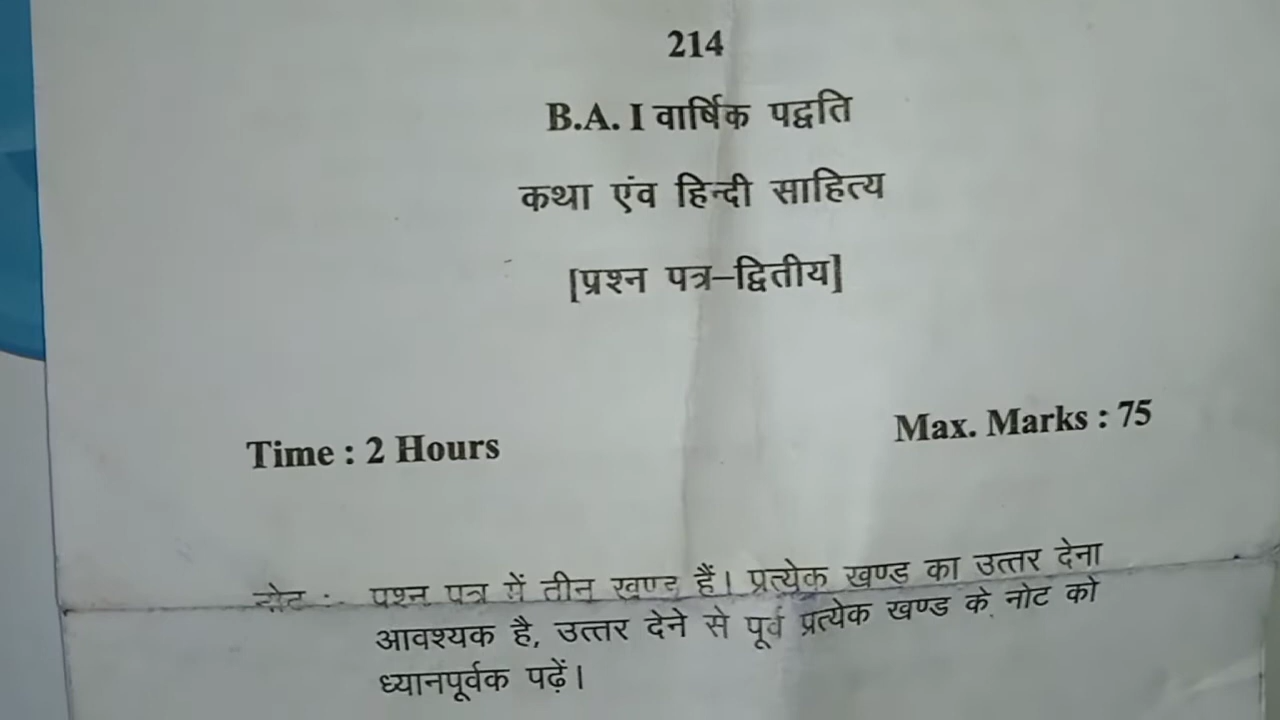 214
B.A. I वार्षिक पद्धति
कथा एंव हिन्दी साहित्य
[प्रश्न पत्र–द्वितीय]
Time : 2 Hours
Max. Marks : 75
नोट :- प्रश्न पत्र में तीन खण्ड हैं। प्रत्येक खण्ड का उत्तर देना
आवश्यक है, उत्तर देने से पूर्व प्रत्येक खण्ड के नोट को
ध्यानपूर्वक पढ़ें।